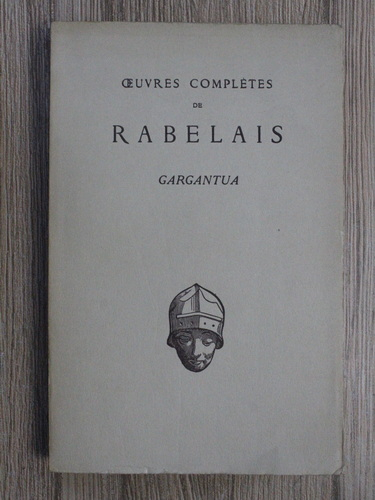 ŒUVRES COMPLÈTES
DE
RABELAIS
GARGANTUA